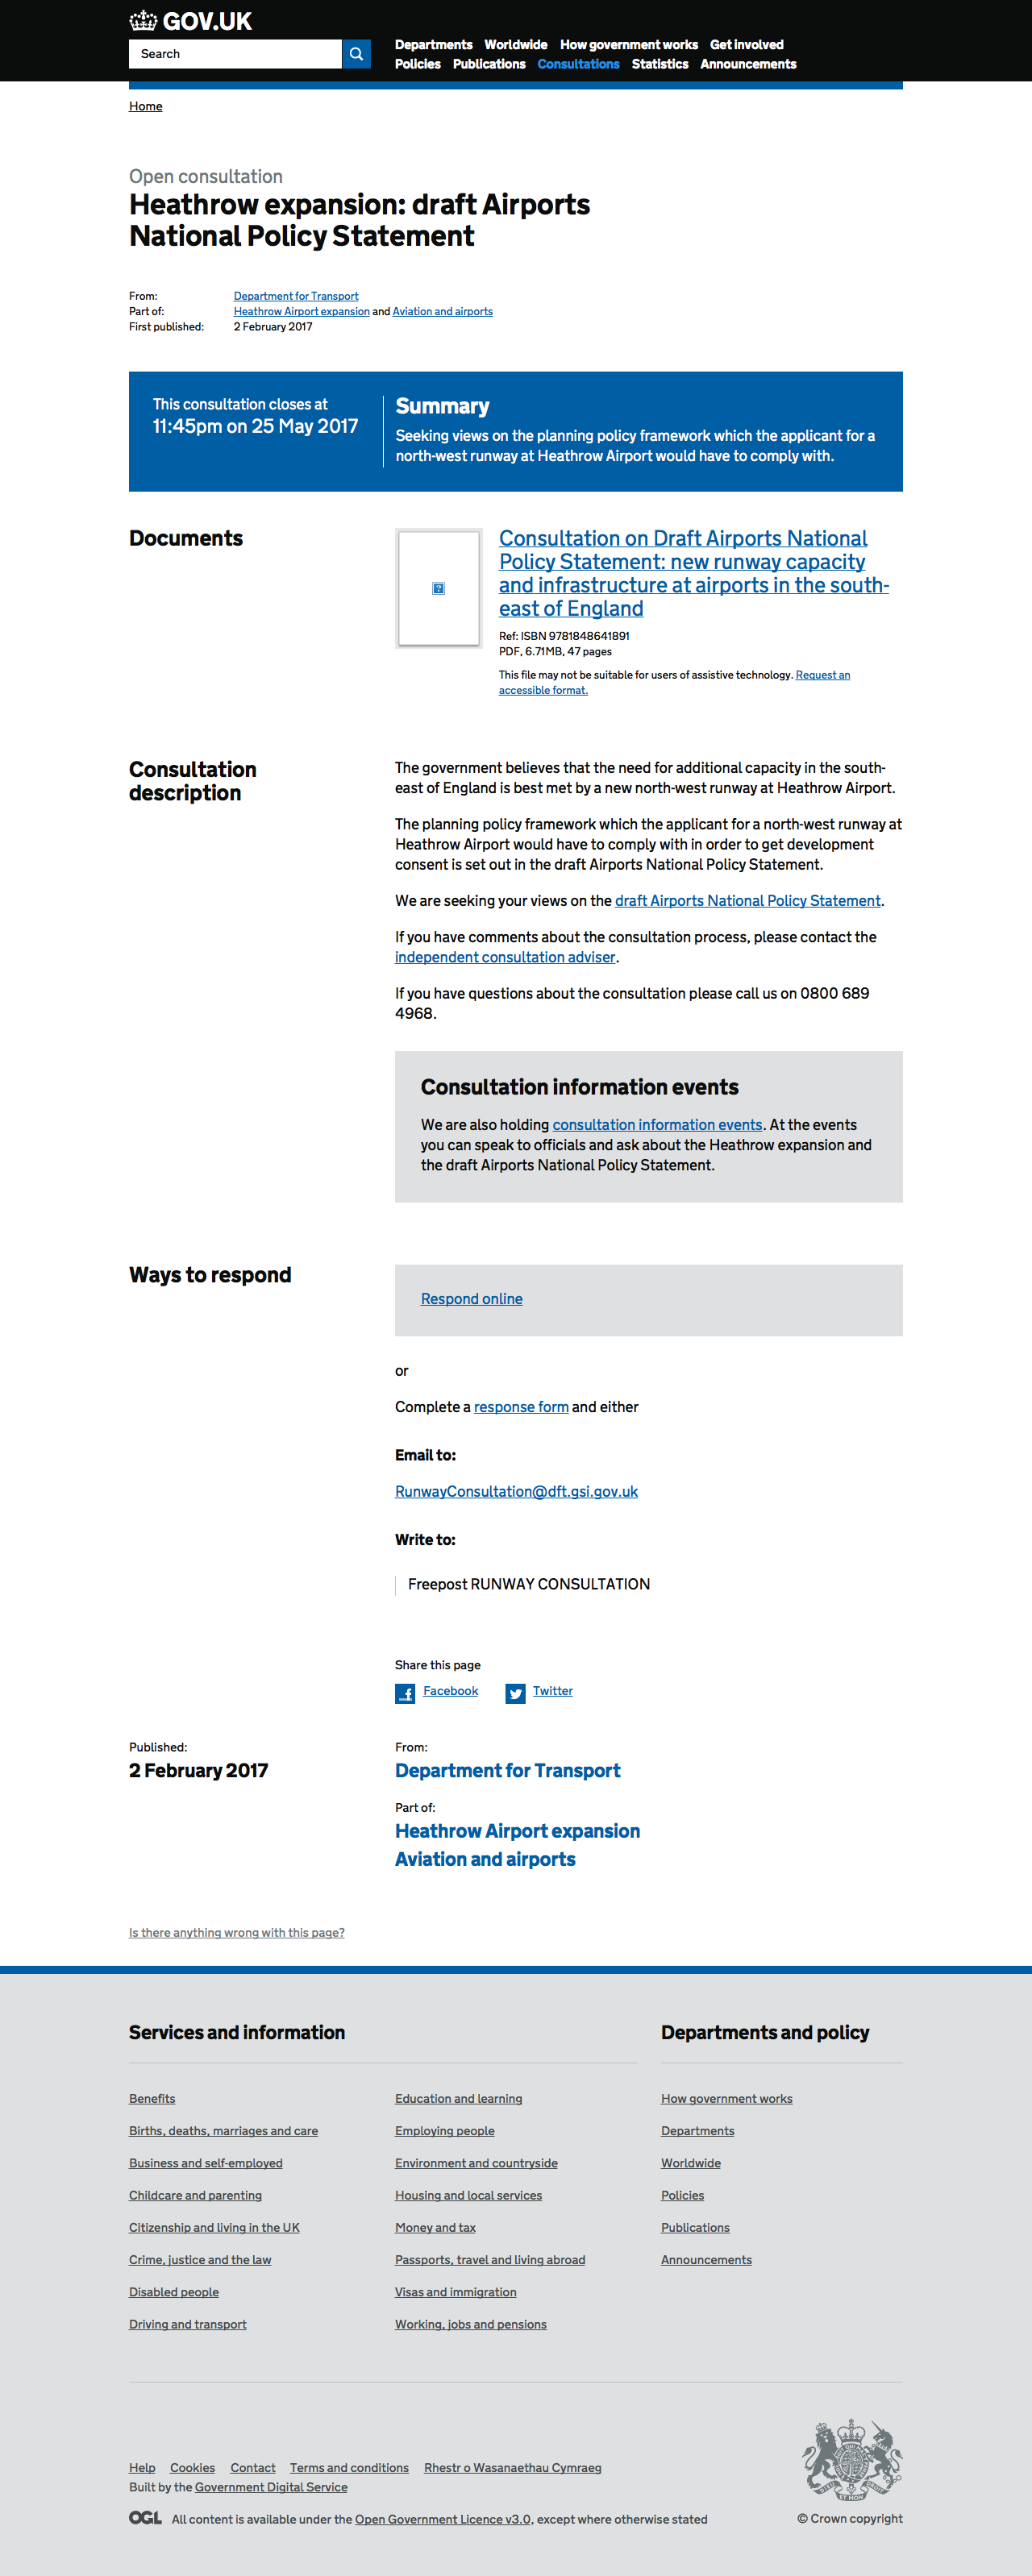 GOV.UK
Search
Departments Worldwide How government works Get involved
Policies Publications Consultations Statistics Announcements
Home
Open consultation
Heathrow expansion: draft Airports
National Policy Statement
From: Department for Transport
Part of: Heathrow Airport expansion and Aviation and airports
First published: 2 February 2017
This consultation closes at
11:45pm on 25 May 2017
Summary
Seeking views on the planning policy framework which the applicant for a
north-west runway at Heathrow Airport would have to comply with.
Documents
Consultation on Draft Airports National
Policy Statement: new runway capacity
and infrastructure at airports in the south-
east of England
Ref: ISBN 9781848641891
PDF, 6.71MB, 47 pages
This file may not be suitable for users of assistive technology. Request an
accessible format.
Consultation
description
The government believes that the need for additional capacity in the south-
east of England is best met by a new north-west runway at Heathrow Airport.
The planning policy framework which the applicant for a north-west runway at
Heathrow Airport would have to comply with in order to get development
consent is set out in the draft Airports National Policy Statement.
We are seeking your views on the draft Airports National Policy Statement.
If you have comments about the consultation process, please contact the
independent consultation adviser.
If you have questions about the consultation please call us on 0800 689
4968.
Consultation information events
We are also holding consultation information events. At the events
you can speak to officials and ask about the Heathrow expansion and
the draft Airports National Policy Statement.
Ways to respond
Respond online
or
Complete a response form and either
Email to:
RunwayConsultation@dft.gsi.gov.uk
Write to:
Freepost RUNWAY CONSULTATION
Share this page
Facebook Twitter
Published:
2 February 2017
From:
Department for Transport
Part of:
Heathrow Airport expansion
Aviation and airports
Is there anything wrong with this page?
Services and information
Benefits
Births, deaths, marriages and care
Business and self-employed
Childcare and parenting
Citizenship and living in the UK
Crime, justice and the law
Disabled people
Driving and transport
Education and learning
Employing people
Environment and countryside
Housing and local services
Money and tax
Passports, travel and living abroad
Visas and immigration
Working, jobs and pensions
Departments and policy
How government works
Departments
Worldwide
Policies
Publications
Announcements
Help Cookies Contact Terms and conditions Rhestr o Wasanaethau Cymraeg
Built by the Government Digital Service
OGL All content is available under the Open Government Licence v3.0, except where otherwise stated
© Crown copyright